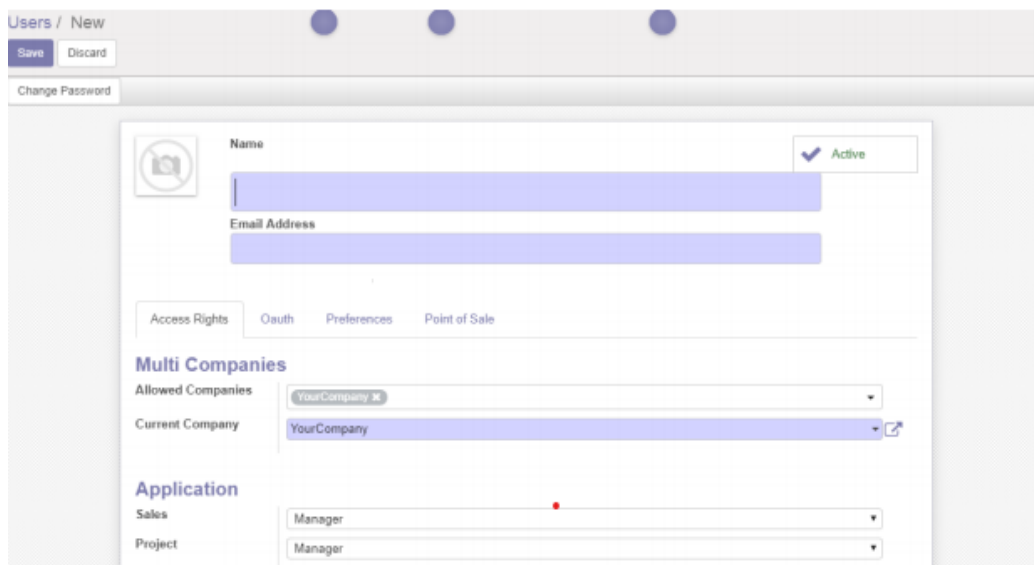 Users / New
Save Discard
Change Password
Name
Active
Email Address
Access Rights Oauth Preferences Point of Sale
Multi Companies
Allowed Companies YourCompany ×
Current Company YourCompany
Application
Sales Manager
Project Manager